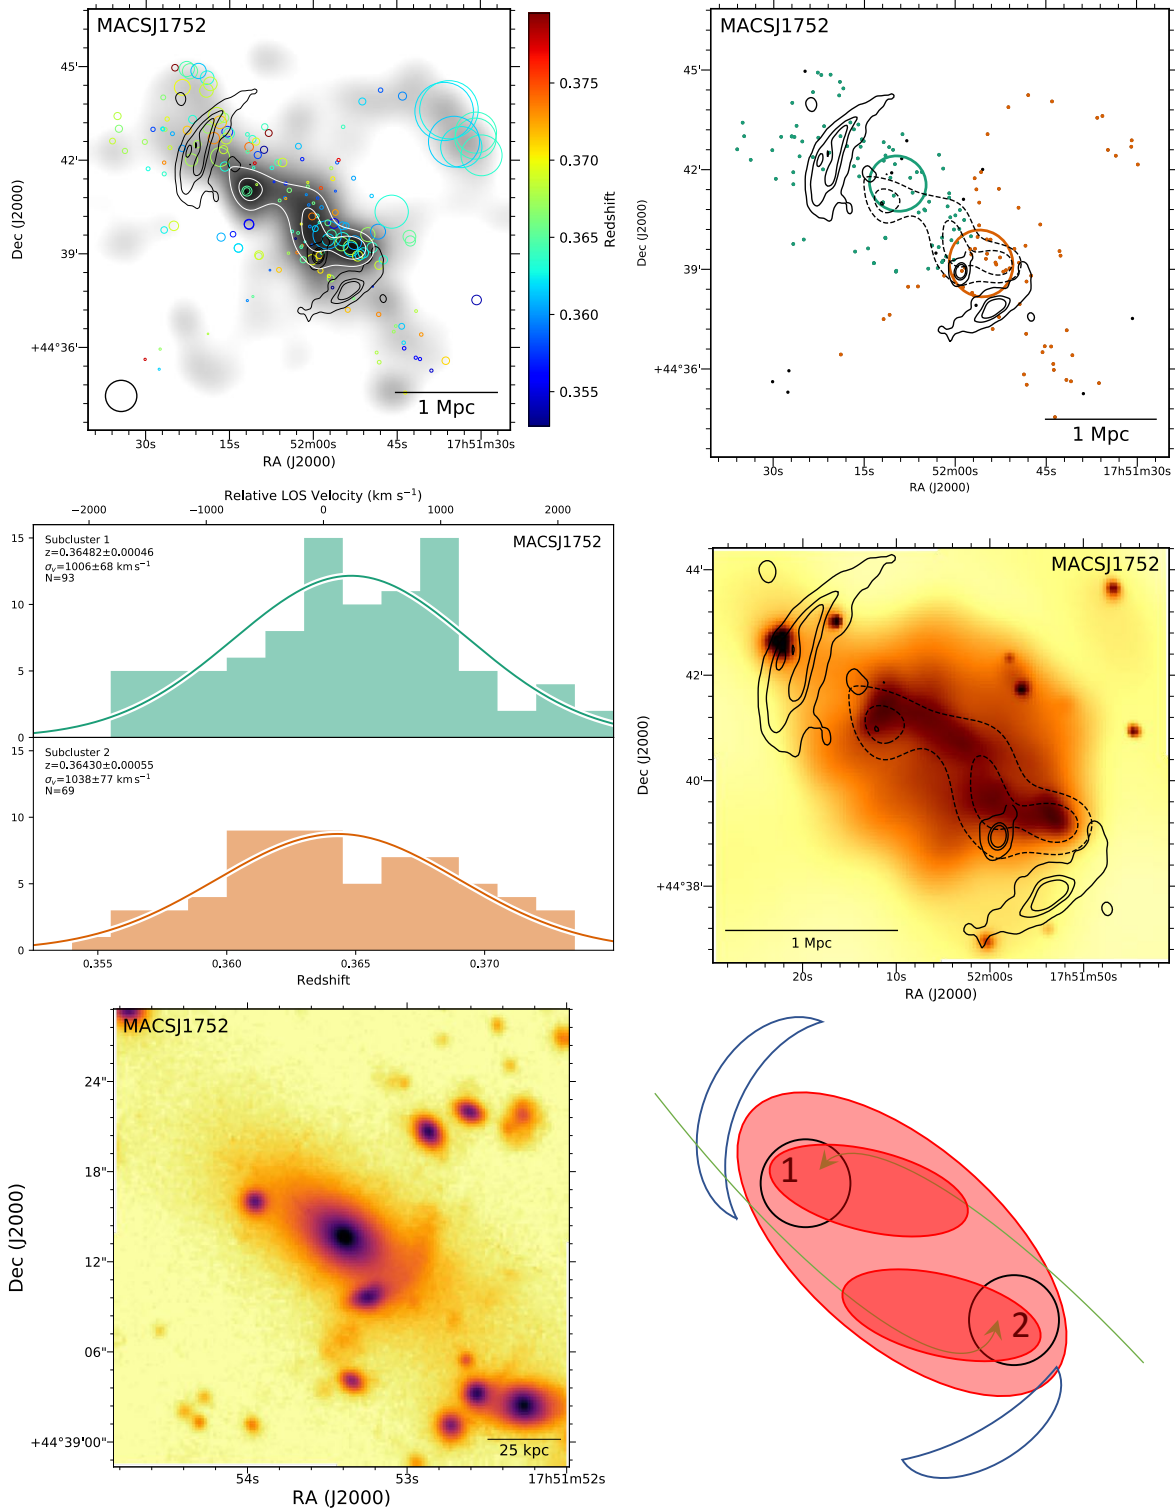 MACSJ1752
45'
42'
39'
+44°36'
Dec (J2000)
30s
15s
52m00s
45s
17h51m30s
RA (J2000)
1 Mpc
0.375
0.370
0.365
0.360
0.355
Redshift
MACSJ1752
45'
42'
39'
+44°36'
Dec (J2000)
30s
15s
52m00s
45s
17h51m30s
RA (J2000)
1 Mpc
Relative LOS Velocity (km s⁻¹)
−2000
−1000
0
1000
2000
Subcluster 1
z=0.36482±0.00046
σᵥ=1006±68 km s⁻¹
N=93
MACSJ1752
15
10
5
0
Subcluster 2
z=0.36430±0.00055
σᵥ=1038±77 km s⁻¹
N=69
15
10
5
0
0.355
0.360
0.365
0.370
Redshift
MACSJ1752
44'
42'
40'
+44°38'
Dec (J2000)
1 Mpc
20s
10s
52m00s
17h51m50s
RA (J2000)
MACSJ1752
24"
18"
12"
06"
+44°39'00"
Dec (J2000)
25 kpc
54s
53s
17h51m52s
RA (J2000)
1
2